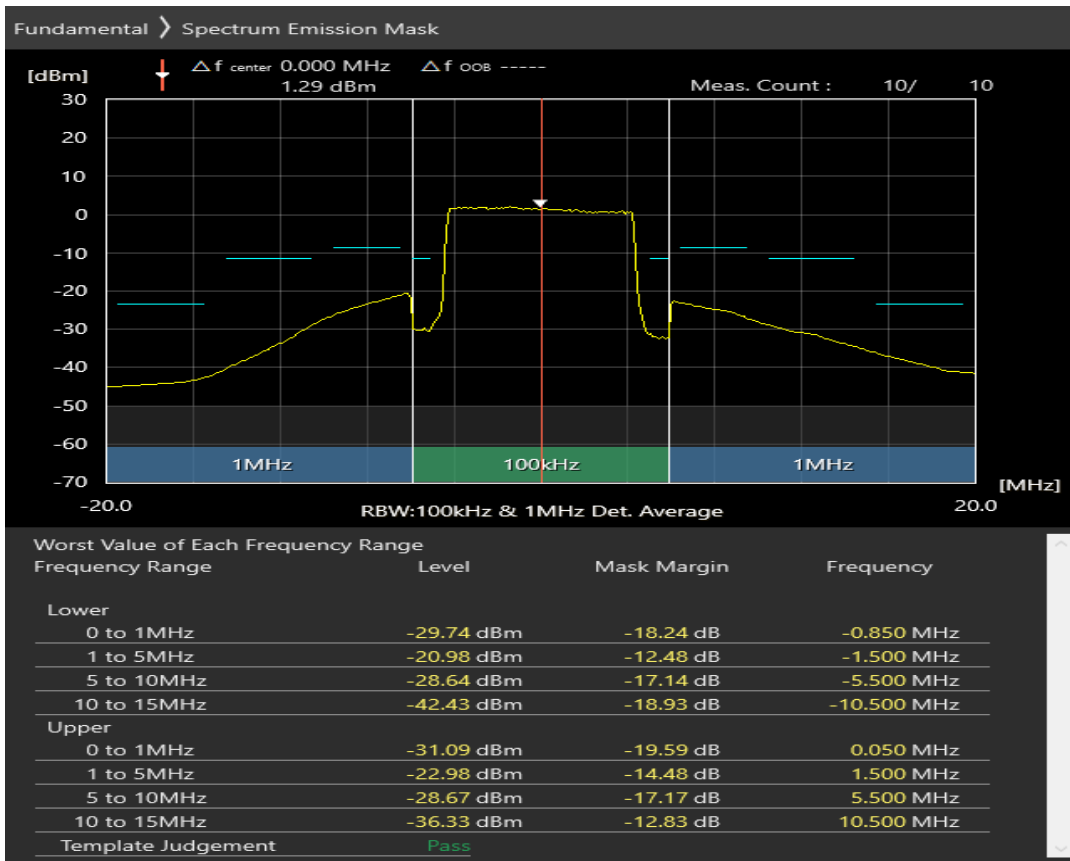 Fundamental ❯ Spectrum Emission Mask
[dBm] △f center 0.000 MHz △f OOB -----
1.29 dBm Meas. Count : 10/ 10
30
20
10
0
-10
-20
-30
-40
-50
-60
1MHz 100kHz 1MHz
-70 [MHz]
-20.0 RBW:100kHz & 1MHz Det. Average 20.0
Worst Value of Each Frequency Range
Frequency Range Level Mask Margin Frequency
Lower
0 to 1MHz -29.74 dBm -18.24 dB -0.850 MHz
1 to 5MHz -20.98 dBm -12.48 dB -1.500 MHz
5 to 10MHz -28.64 dBm -17.14 dB -5.500 MHz
10 to 15MHz -42.43 dBm -18.93 dB -10.500 MHz
Upper
0 to 1MHz -31.09 dBm -19.59 dB 0.050 MHz
1 to 5MHz -22.98 dBm -14.48 dB 1.500 MHz
5 to 10MHz -28.67 dBm -17.17 dB 5.500 MHz
10 to 15MHz -36.33 dBm -12.83 dB 10.500 MHz
Template Judgement Pass